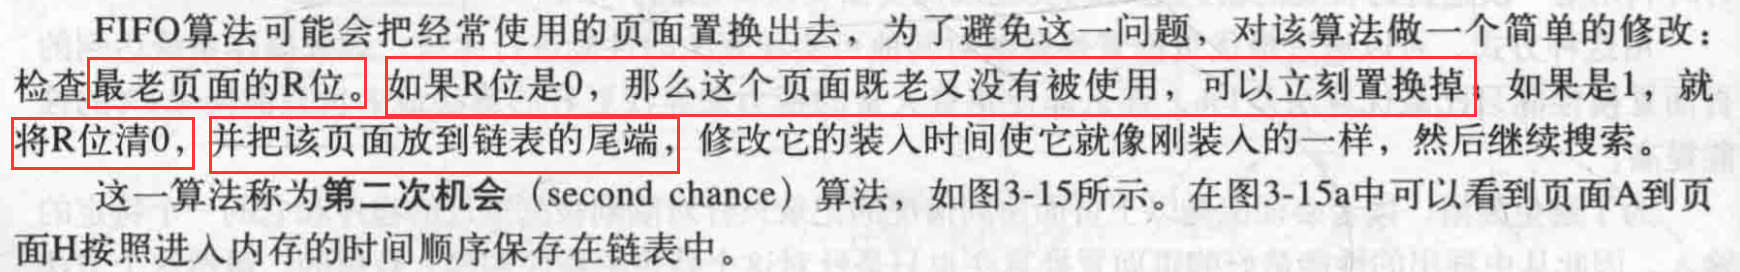 FIFO算法可能会把经常使用的页面置换出去，为了避免这一问题，对该算法做一个简单的修改：
检查最老页面的R位。如果R位是0，那么这个页面既老又没有被使用，可以立刻置换掉；如果是1，就
将R位清0，并把该页面放到链表的尾端，修改它的装入时间使它就像刚装入的一样，然后继续搜索。
这一算法称为第二次机会（second chance）算法，如图3-15所示。在图3-15a中可以看到页面A到页
面H按照进入内存的时间顺序保存在链表中。